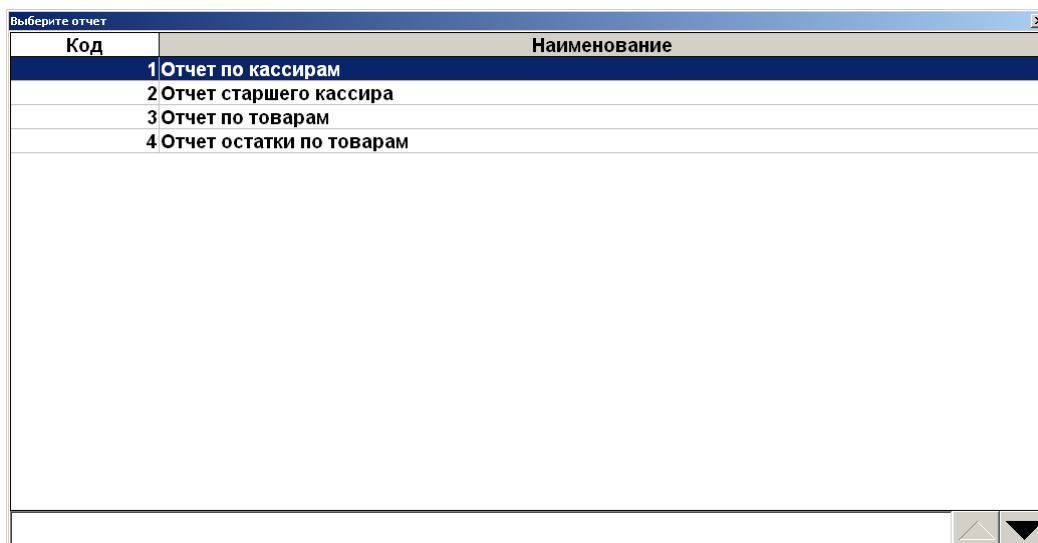 Выберите отчет
Код Наименование
1 Отчет по кассирам
2 Отчет старшего кассира
3 Отчет по товарам
4 Отчет остатки по товарам